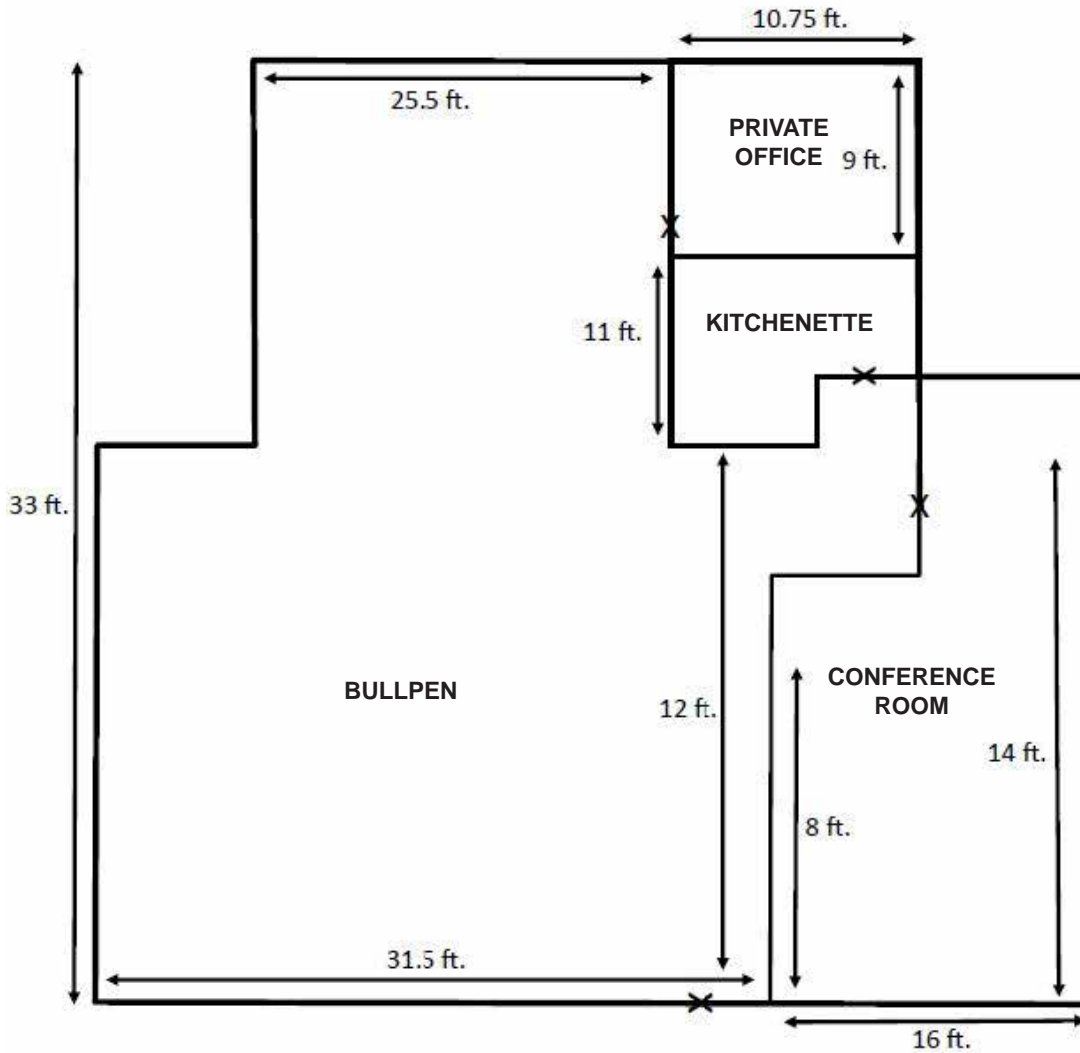 10.75 ft.
25.5 ft.
PRIVATE
OFFICE
9 ft.
11 ft.
KITCHENETTE
33 ft.
BULLPEN
12 ft.
CONFERENCE
ROOM
14 ft.
8 ft.
31.5 ft.
16 ft.